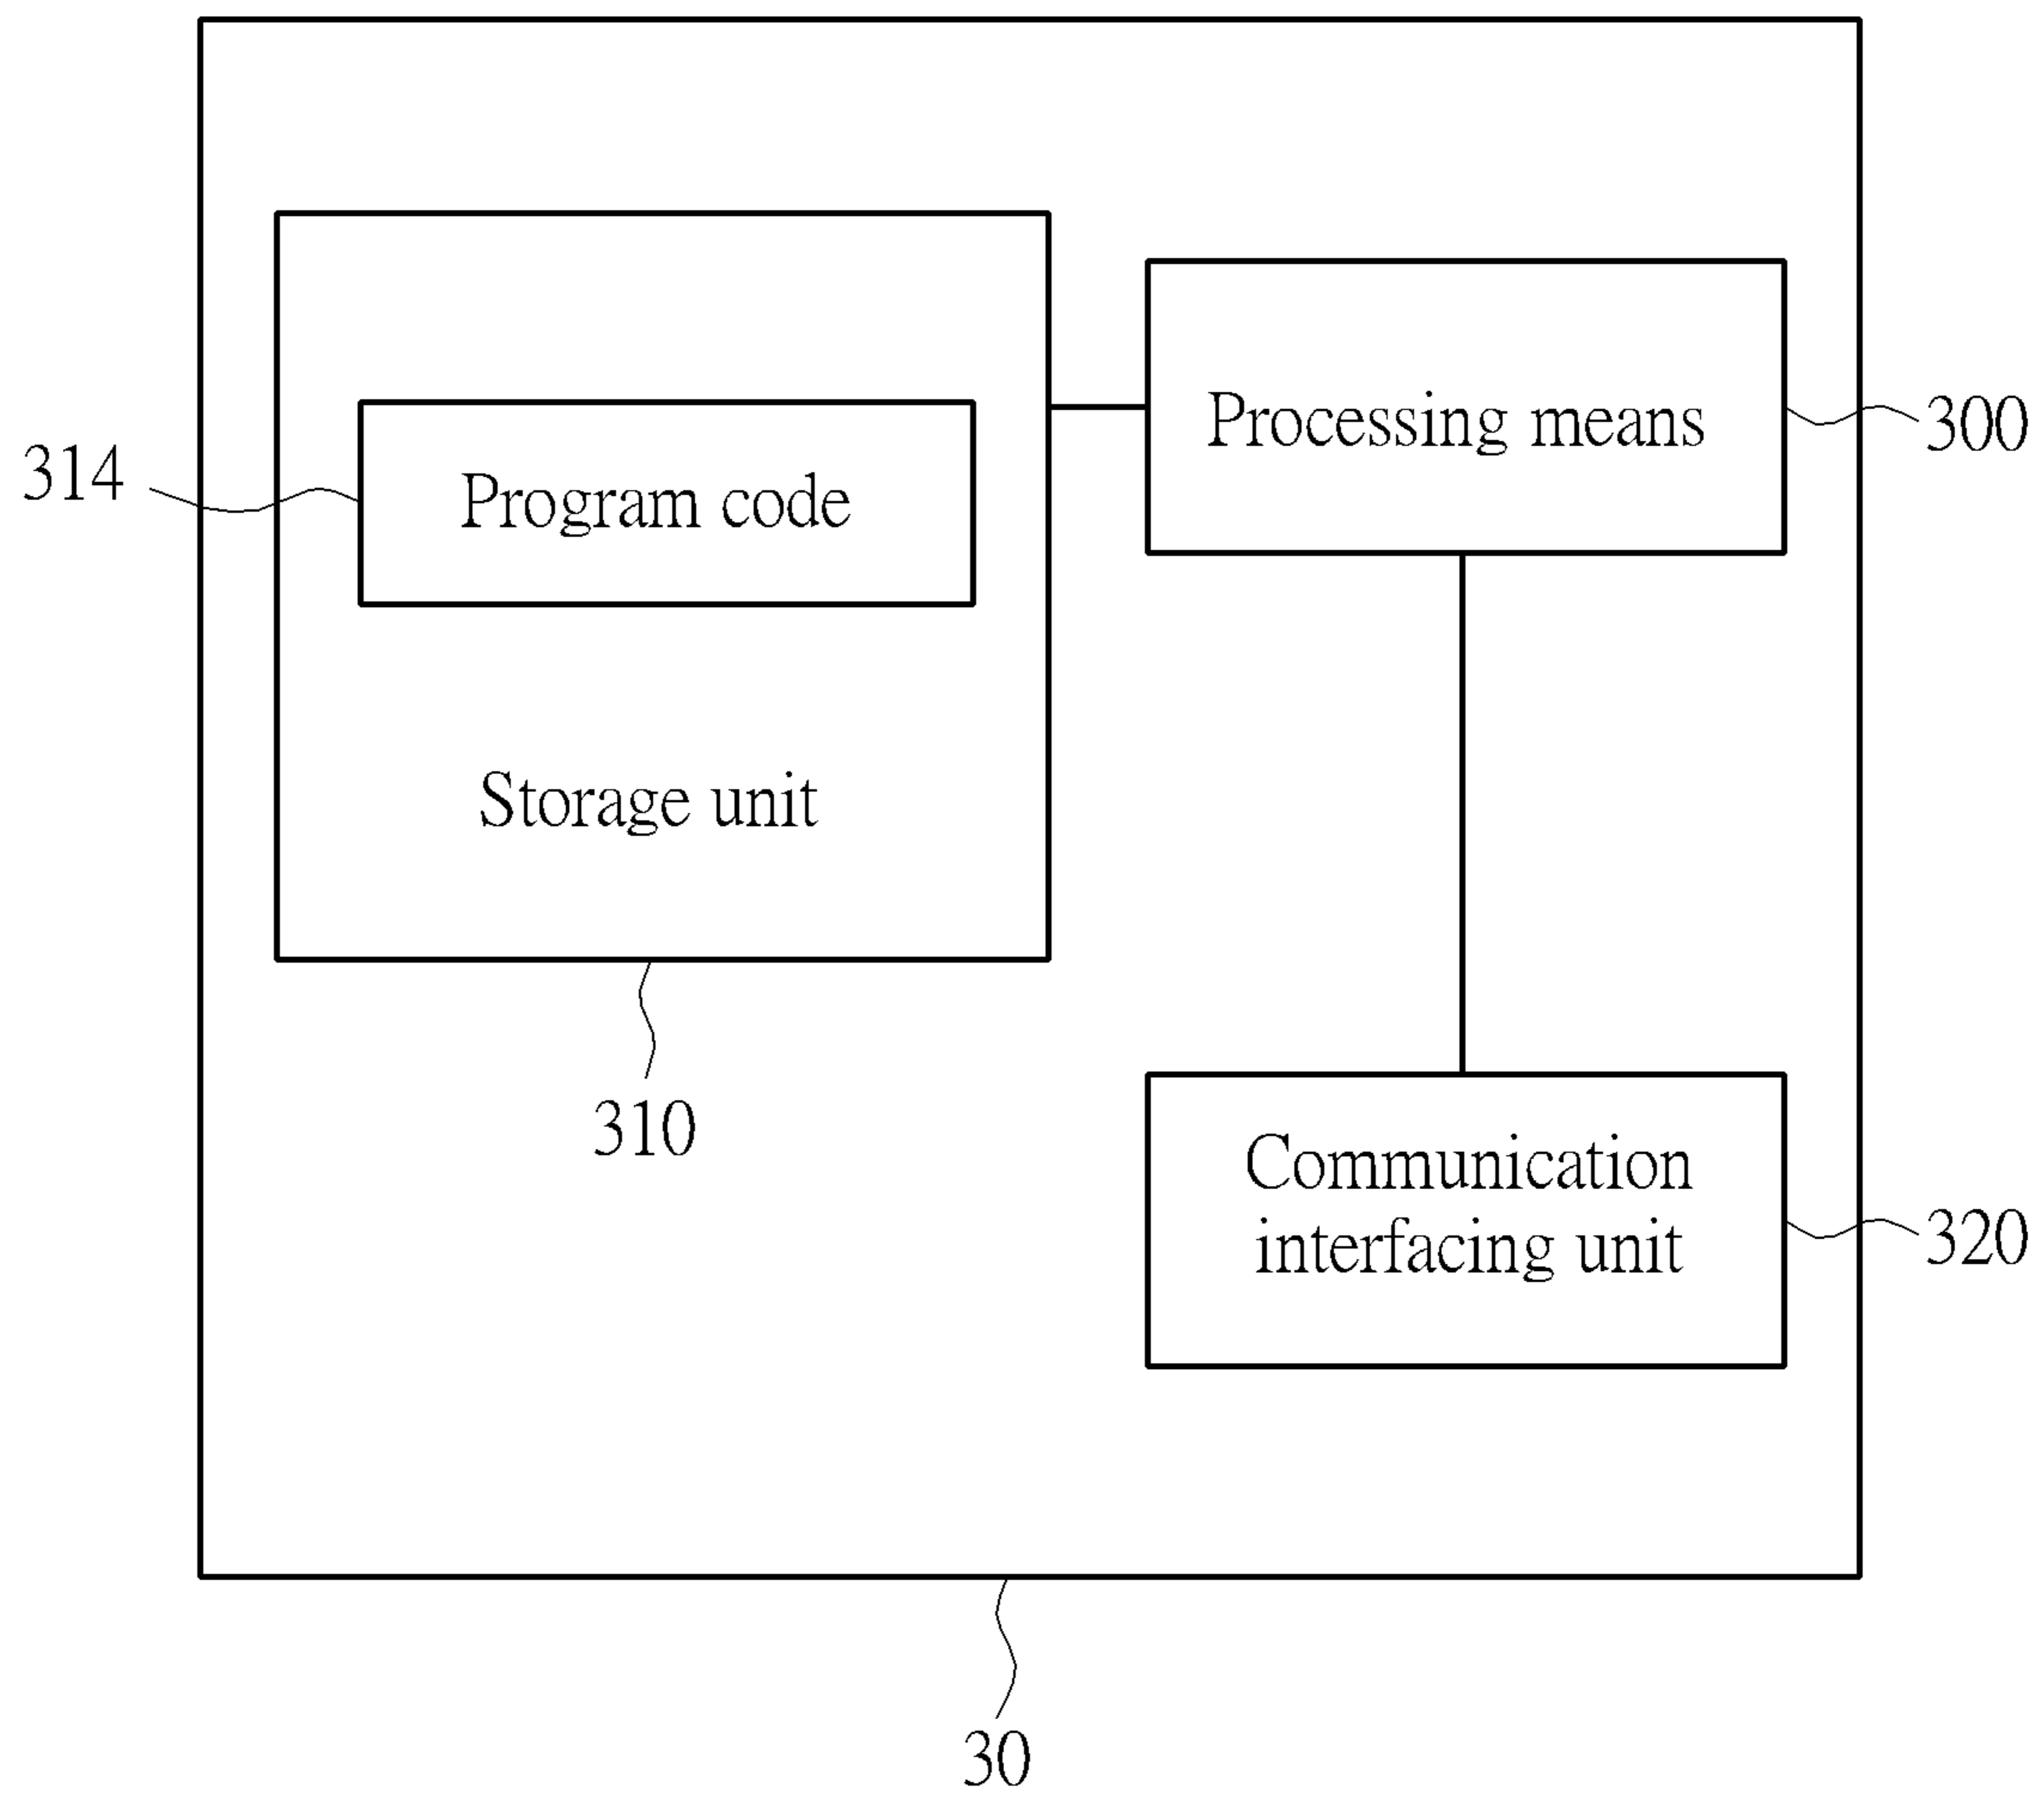 Processing means
300
314
Program code
Storage unit
310
Communication
interfacing unit
320
30